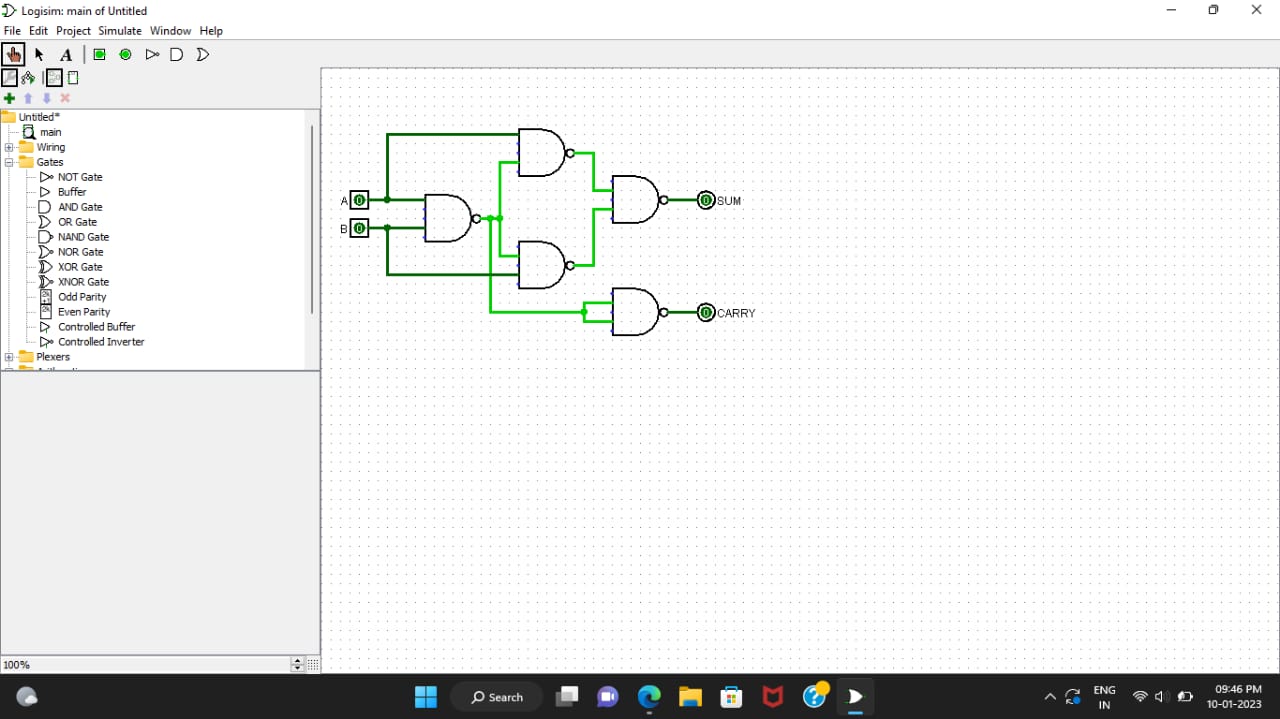 Logisim: main of Untitled
File Edit Project Simulate Window Help
A
Untitled*
main
Wiring
Gates
NOT Gate
Buffer
AND Gate
OR Gate
NAND Gate
NOR Gate
XOR Gate
XNOR Gate
Odd Parity
Even Parity
Controlled Buffer
Controlled Inverter
Plexers
A 0
B 0
0 SUM
0 CARRY
100%
Search
ENG
IN
09:46 PM
10-01-2023